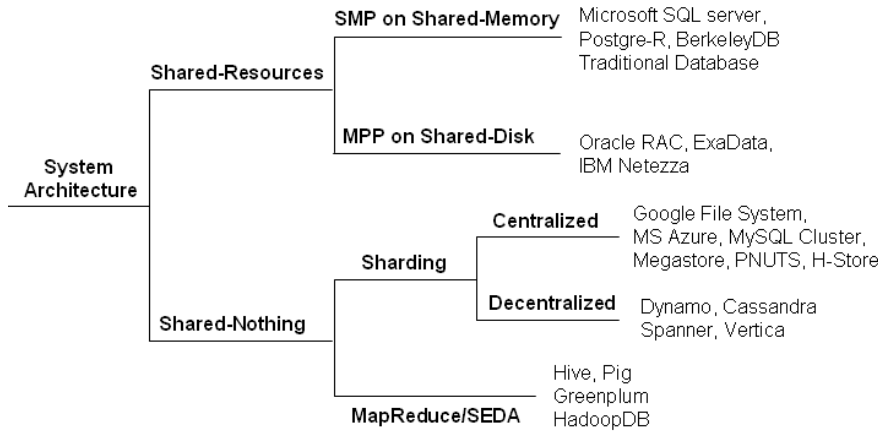 SMP on Shared-Memory
Microsoft SQL server,
Postgre-R, BerkeleyDB
Traditional Database
Shared-Resources
MPP on Shared-Disk
Oracle RAC, ExaData,
IBM Netezza
System
Architecture
Centralized
Google File System,
MS Azure, MySQL Cluster,
Megastore, PNUTS, H-Store
Sharding
Decentralized
Dynamo, Cassandra
Spanner, Vertica
Shared-Nothing
Hive, Pig
Greenplum
HadoopDB
MapReduce/SEDA